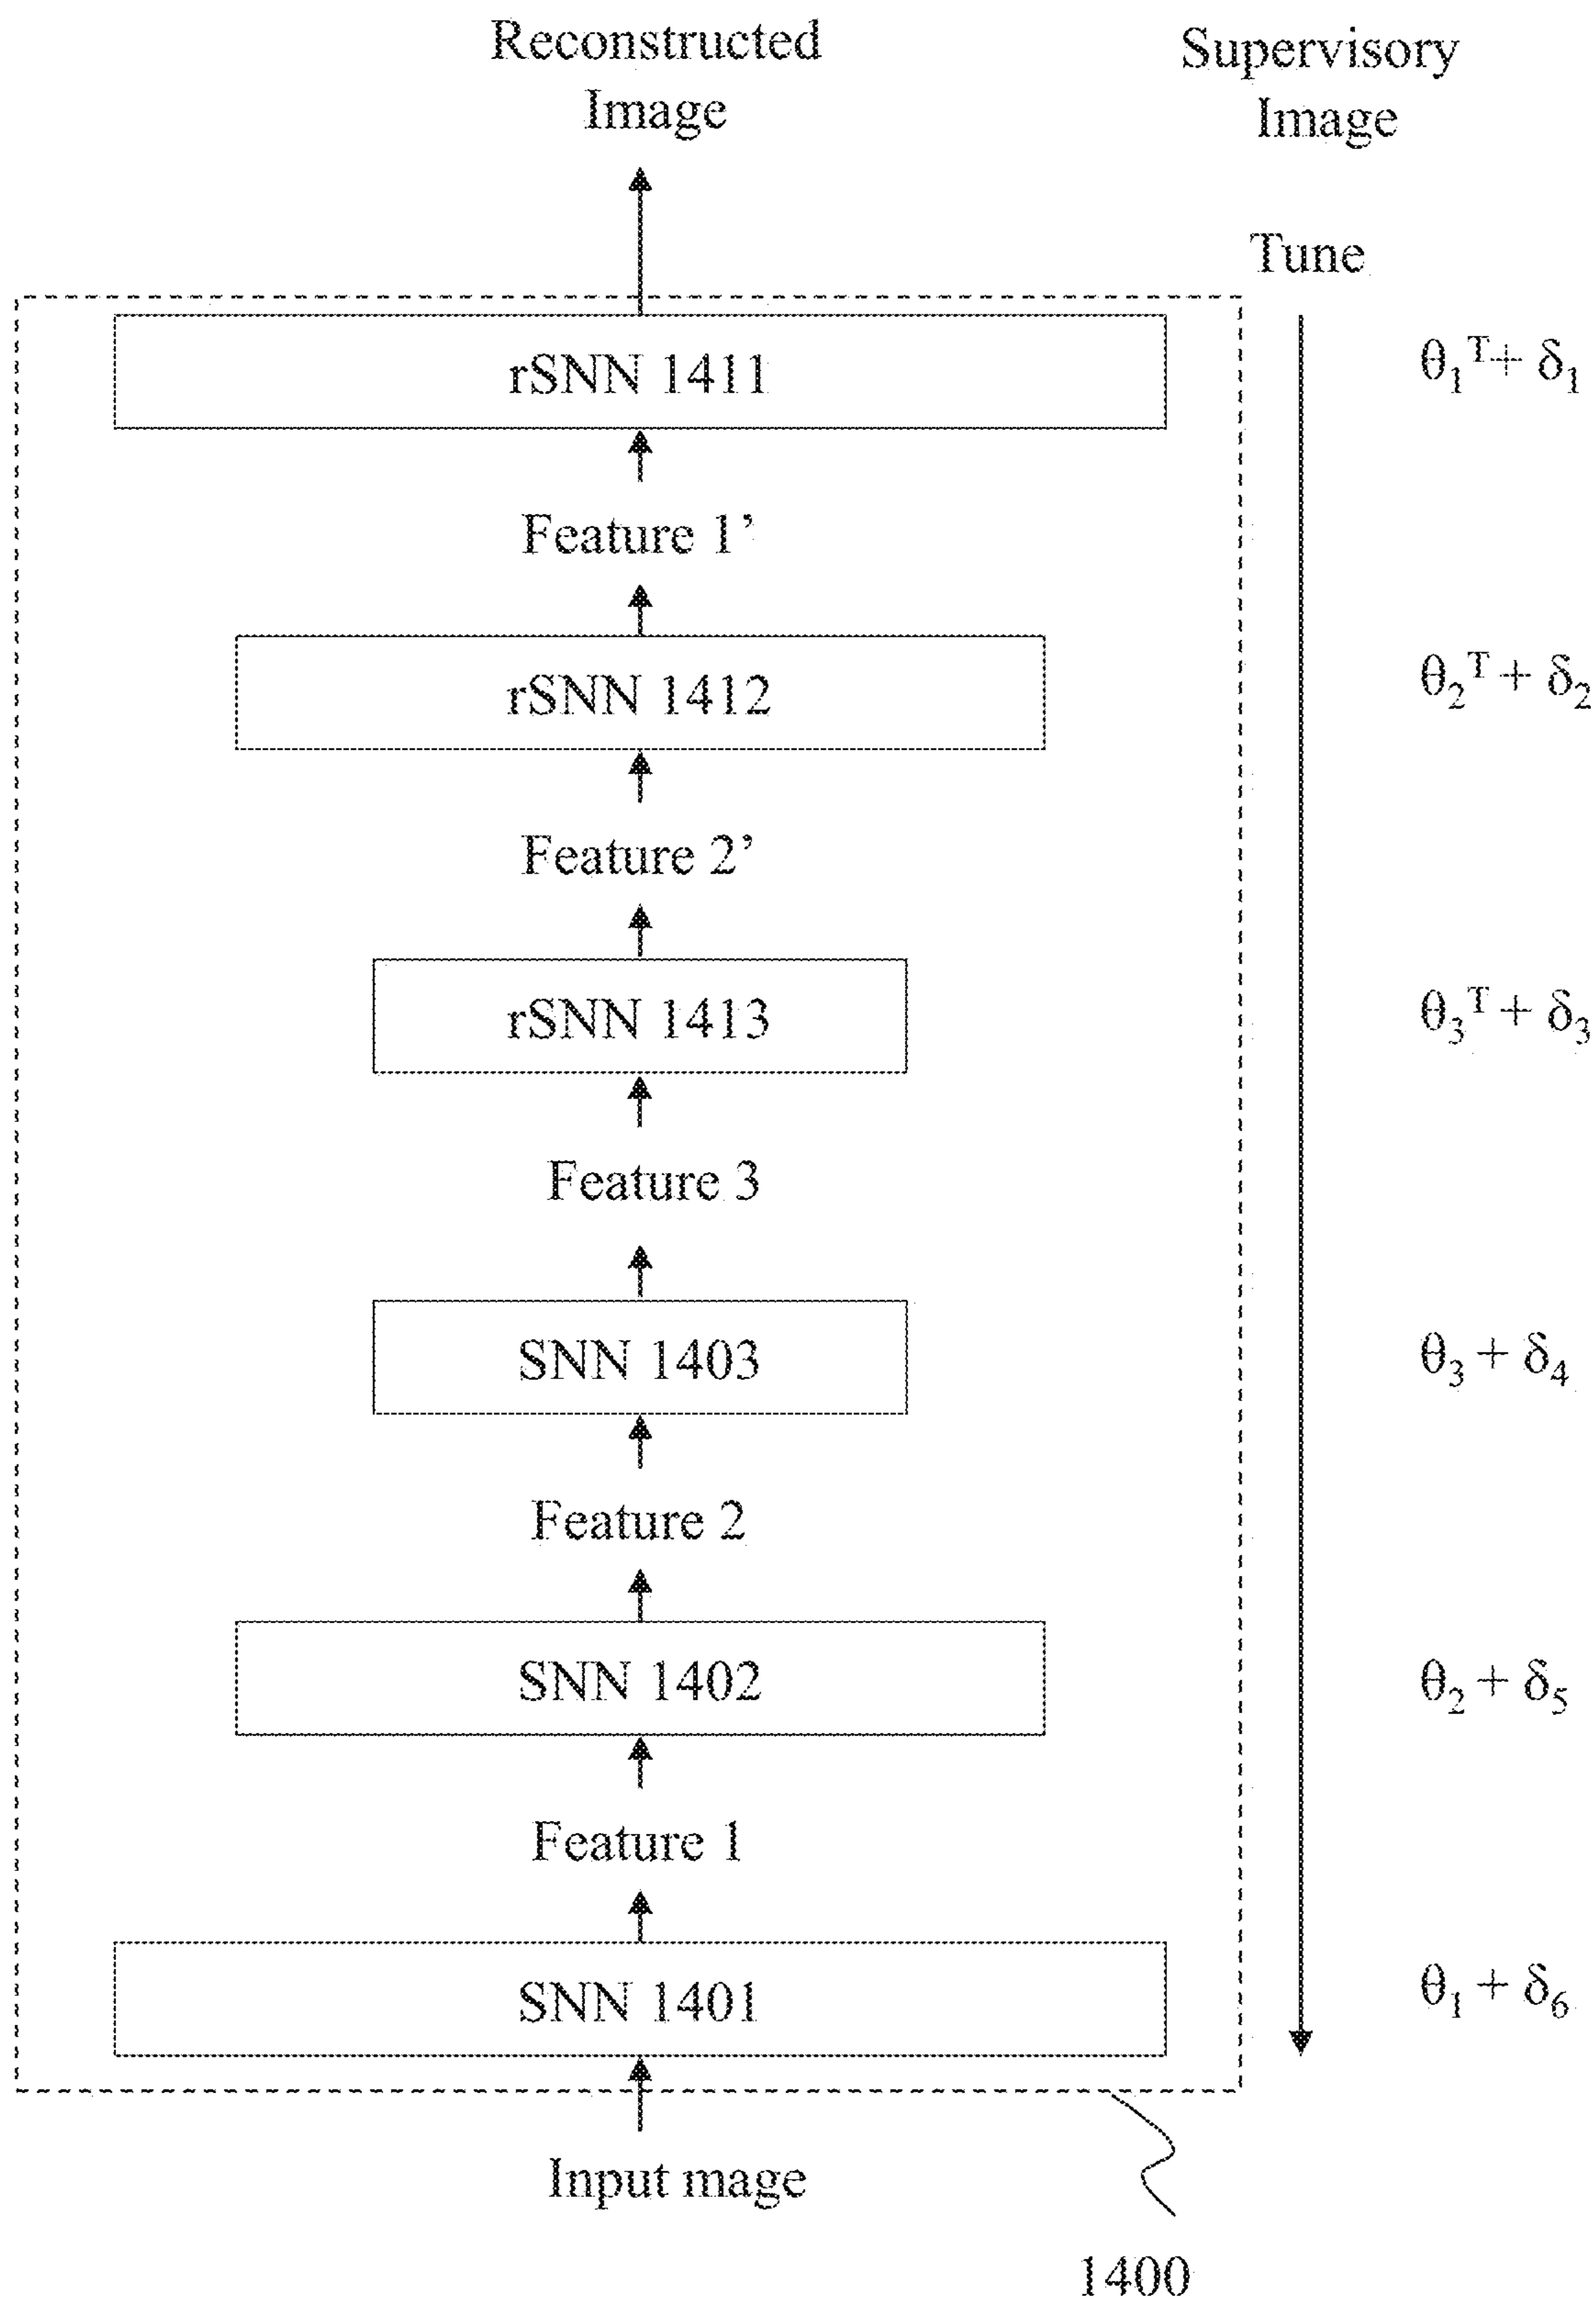 Reconstructed
Image
Supervisory
Image
Tune
rSNN 1411
θ₁ᵀ+ δ₁
Feature 1’
rSNN 1412
θ₂ᵀ + δ₂
Feature 2’
rSNN 1413
θ₃ᵀ + δ₃
Feature 3
SNN 1403
θ₃ + δ₄
Feature 2
SNN 1402
θ₂ + δ₅
Feature 1
SNN 1401
θ₁ + δ₆
Input mage
1400